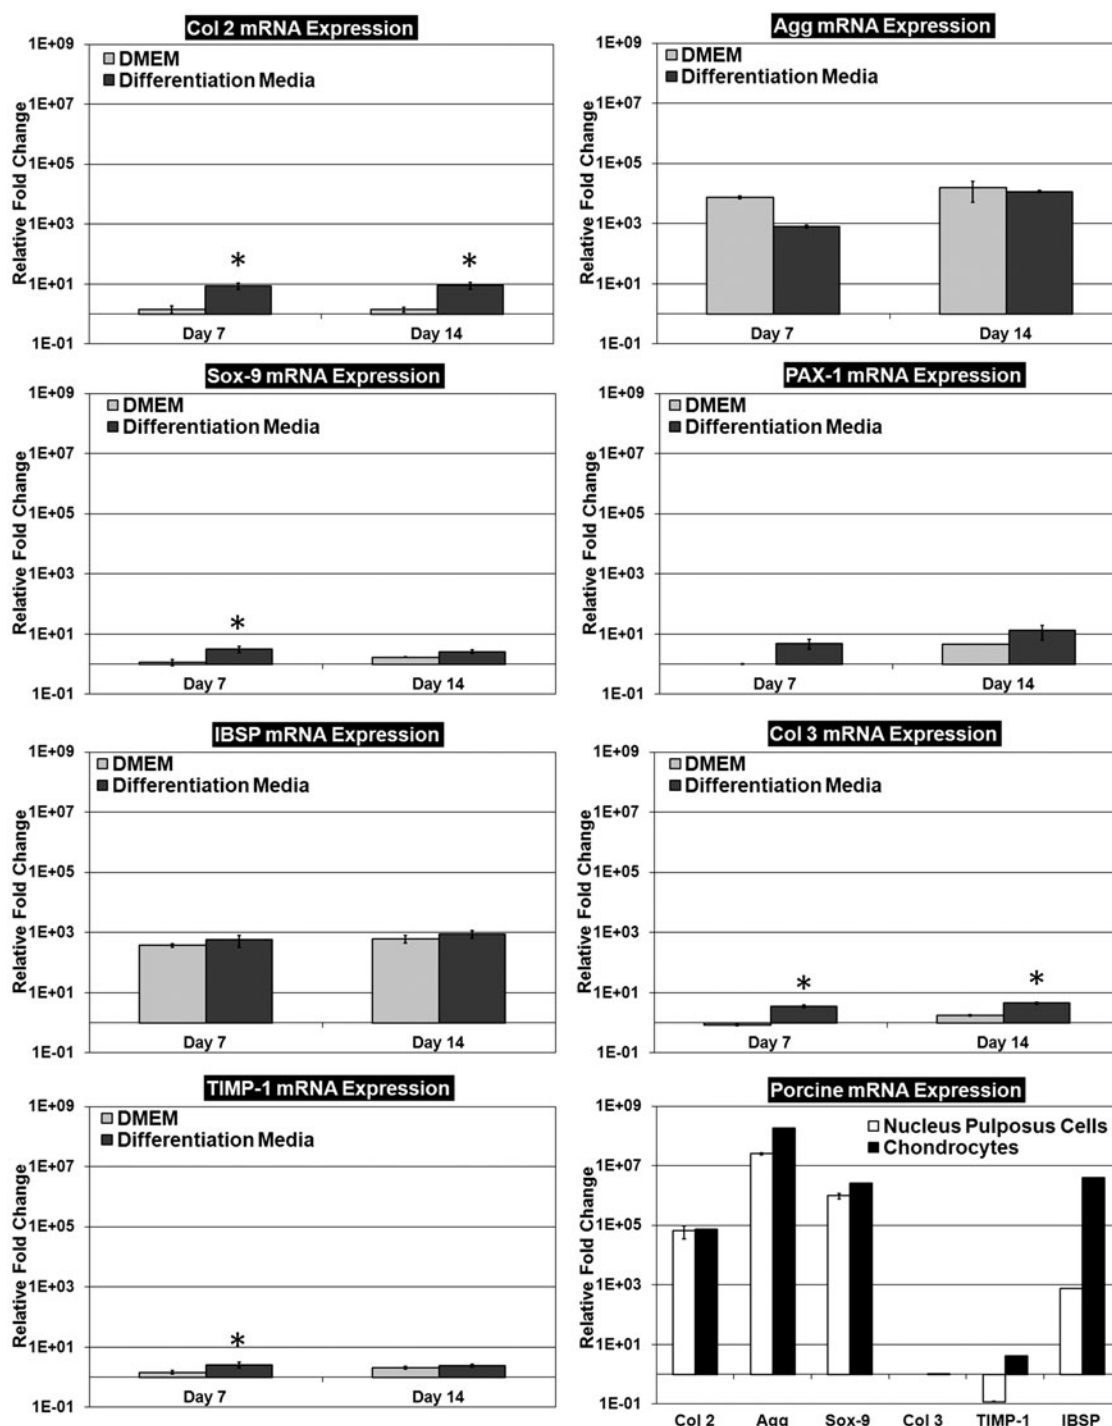 Col 2 mRNA Expression
Relative Fold Change
1E+09
1E+07
1E+05
1E+03
1E+01
1E-01
DMEM
Differentiation Media
*
*
Day 7
Day 14
Agg mRNA Expression
Relative Fold Change
1E+09
1E+07
1E+05
1E+03
1E+01
1E-01
DMEM
Differentiation Media
Day 7
Day 14
Sox-9 mRNA Expression
Relative Fold Change
1E+09
1E+07
1E+05
1E+03
1E+01
1E-01
DMEM
Differentiation Media
*
Day 7
Day 14
PAX-1 mRNA Expression
Relative Fold Change
1E+09
1E+07
1E+05
1E+03
1E+01
1E-01
DMEM
Differentiation Media
Day 7
Day 14
IBSP mRNA Expression
Relative Fold Change
1E+09
1E+07
1E+05
1E+03
1E+01
1E-01
DMEM
Differentiation Media
Day 7
Day 14
Col 3 mRNA Expression
Relative Fold Change
1E+09
1E+07
1E+05
1E+03
1E+01
1E-01
DMEM
Differentiation Media
*
*
Day 7
Day 14
TIMP-1 mRNA Expression
Relative Fold Change
1E+09
1E+07
1E+05
1E+03
1E+01
1E-01
DMEM
Differentiation Media
*
Day 7
Day 14
Porcine mRNA Expression
Relative Fold Change
1E+09
1E+07
1E+05
1E+03
1E+01
1E-01
Nucleus Pulposus Cells
Chondrocytes
Col 2 Agg Sox-9 Col 3 TIMP-1 IBSP